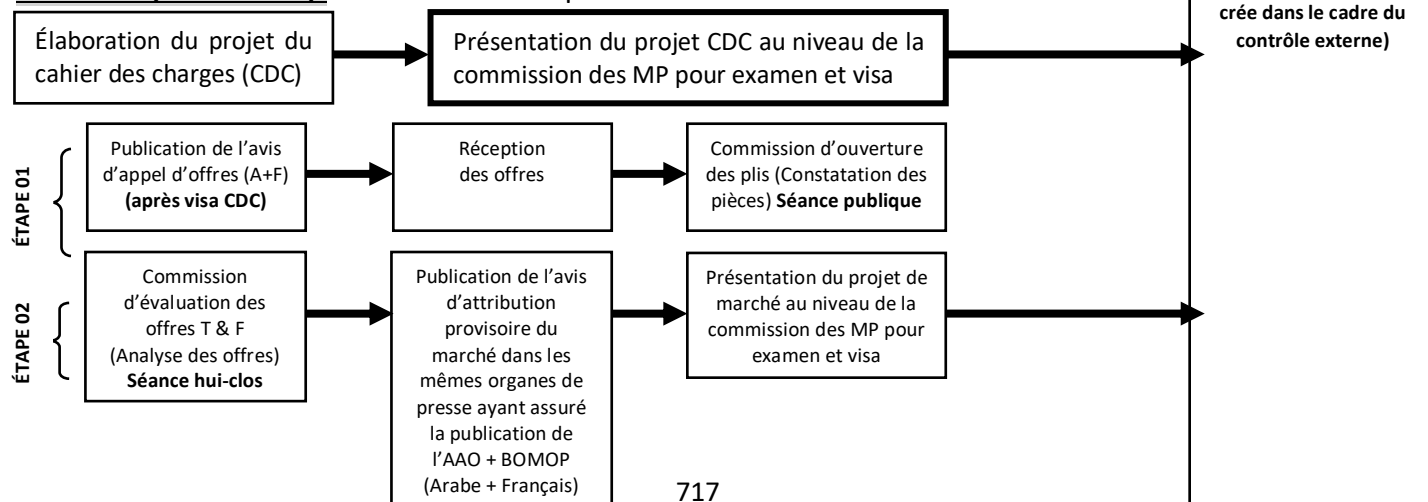 crée dans le cadre du
contrôle externe)
Élaboration du projet du
cahier des charges (CDC)
Présentation du projet CDC au niveau de la
commission des MP pour examen et visa
ÉTAPE 01
Publication de l'avis
d'appel d'offres (A+F)
(après visa CDC)
Réception
des offres
Commission d'ouverture
des plis (Constatation des
pièces) Séance publique
ÉTAPE 02
Commission
d'évaluation des
offres T & F
(Analyse des offres)
Séance hui-clos
Publication de l'avis
d'attribution
provisoire du
marché dans les
mêmes organes de
presse ayant assuré
la publication de
l'AAO + BOMOP
(Arabe + Français)
Présentation du projet de
marché au niveau de la
commission des MP pour
examen et visa
717